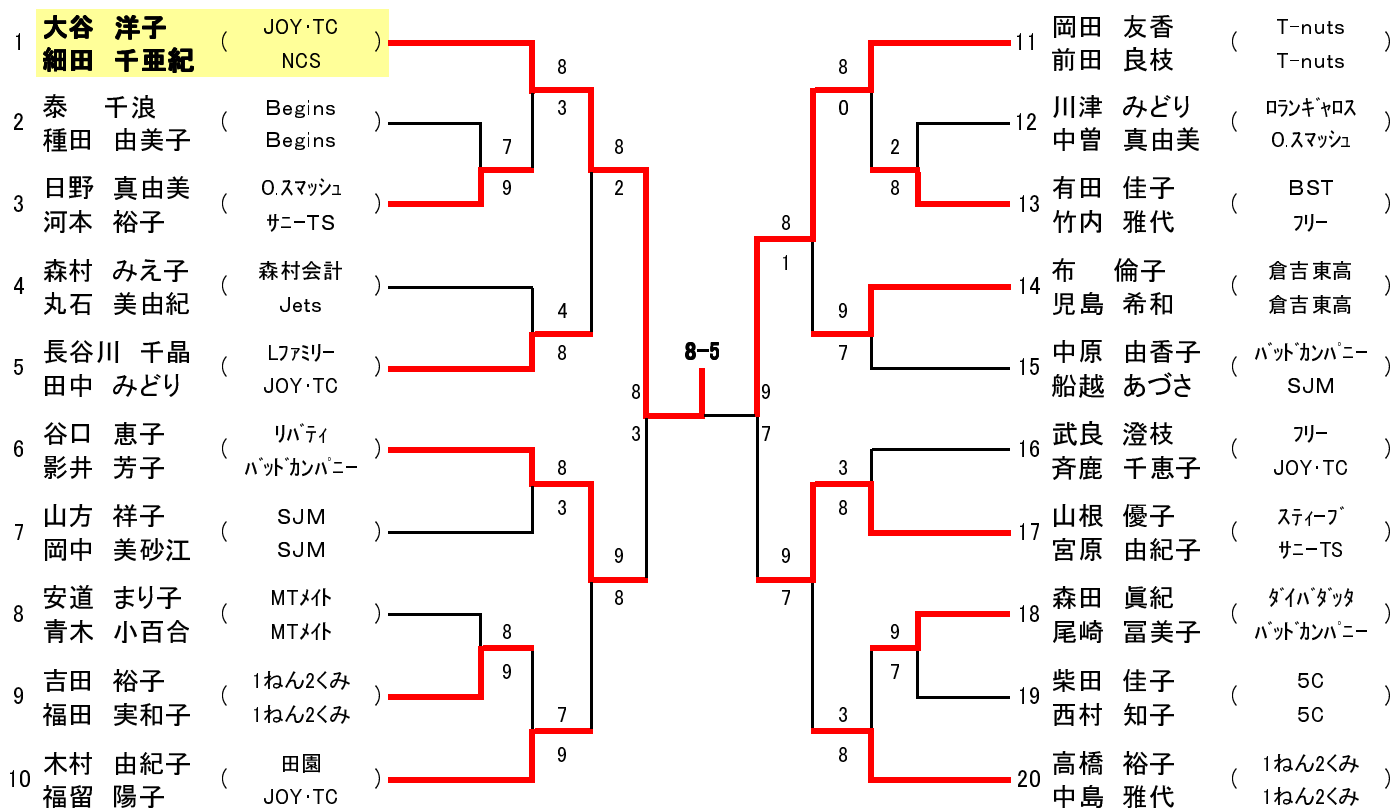 1 大谷 洋子 ( JOY·TC )
細田 千亜紀 NCS
2 泰 千浪 ( Begins )
種田 由美子 Begins
3 日野 真由美 ( O.スマッシュ )
河本 裕子 サニーTS
4 森村 みえ子 ( 森村会計 )
丸石 美由紀 Jets
5 長谷川 千晶 ( Lファミリー )
田中 みどり JOY·TC
6 谷口 恵子 ( リバティ )
影井 芳子 バッドカンパニー
7 山方 祥子 ( SJM )
岡中 美砂江 SJM
8 安道 まり子 ( MTメイト )
青木 小百合 MTメイト
9 吉田 裕子 ( 1ねん2くみ )
福田 実和子 1ねん2くみ
10 木村 由紀子 ( 田園 )
福留 陽子 JOY·TC
7
9
8
9
8
3
4
8
8
3
7
9
8
2
9
8
8
3
8-5
9
7
8
1
9
7
8
0
9
7
3
8
3
8
2
8
9
7
11 岡田 友香 ( T-nuts )
前田 良枝 T-nuts
12 川津 みどり ( ロランギャロス )
中曽 真由美 O.スマッシュ
13 有田 佳子 ( BST )
竹内 雅代 フリー
14 布 倫子 ( 倉吉東高 )
児島 希和 倉吉東高
15 中原 由香子 ( バッドカンパニー )
船越 あづさ SJM
16 武良 澄枝 ( フリー )
斉鹿 千恵子 JOY·TC
17 山根 優子 ( スティーブ )
宮原 由紀子 サニーTS
18 森田 眞紀 ( ダイバダッタ )
尾崎 冨美子 バッドカンパニー
19 柴田 佳子 ( 5C )
西村 知子 5C
20 高橋 裕子 ( 1ねん2くみ )
中島 雅代 1ねん2くみ